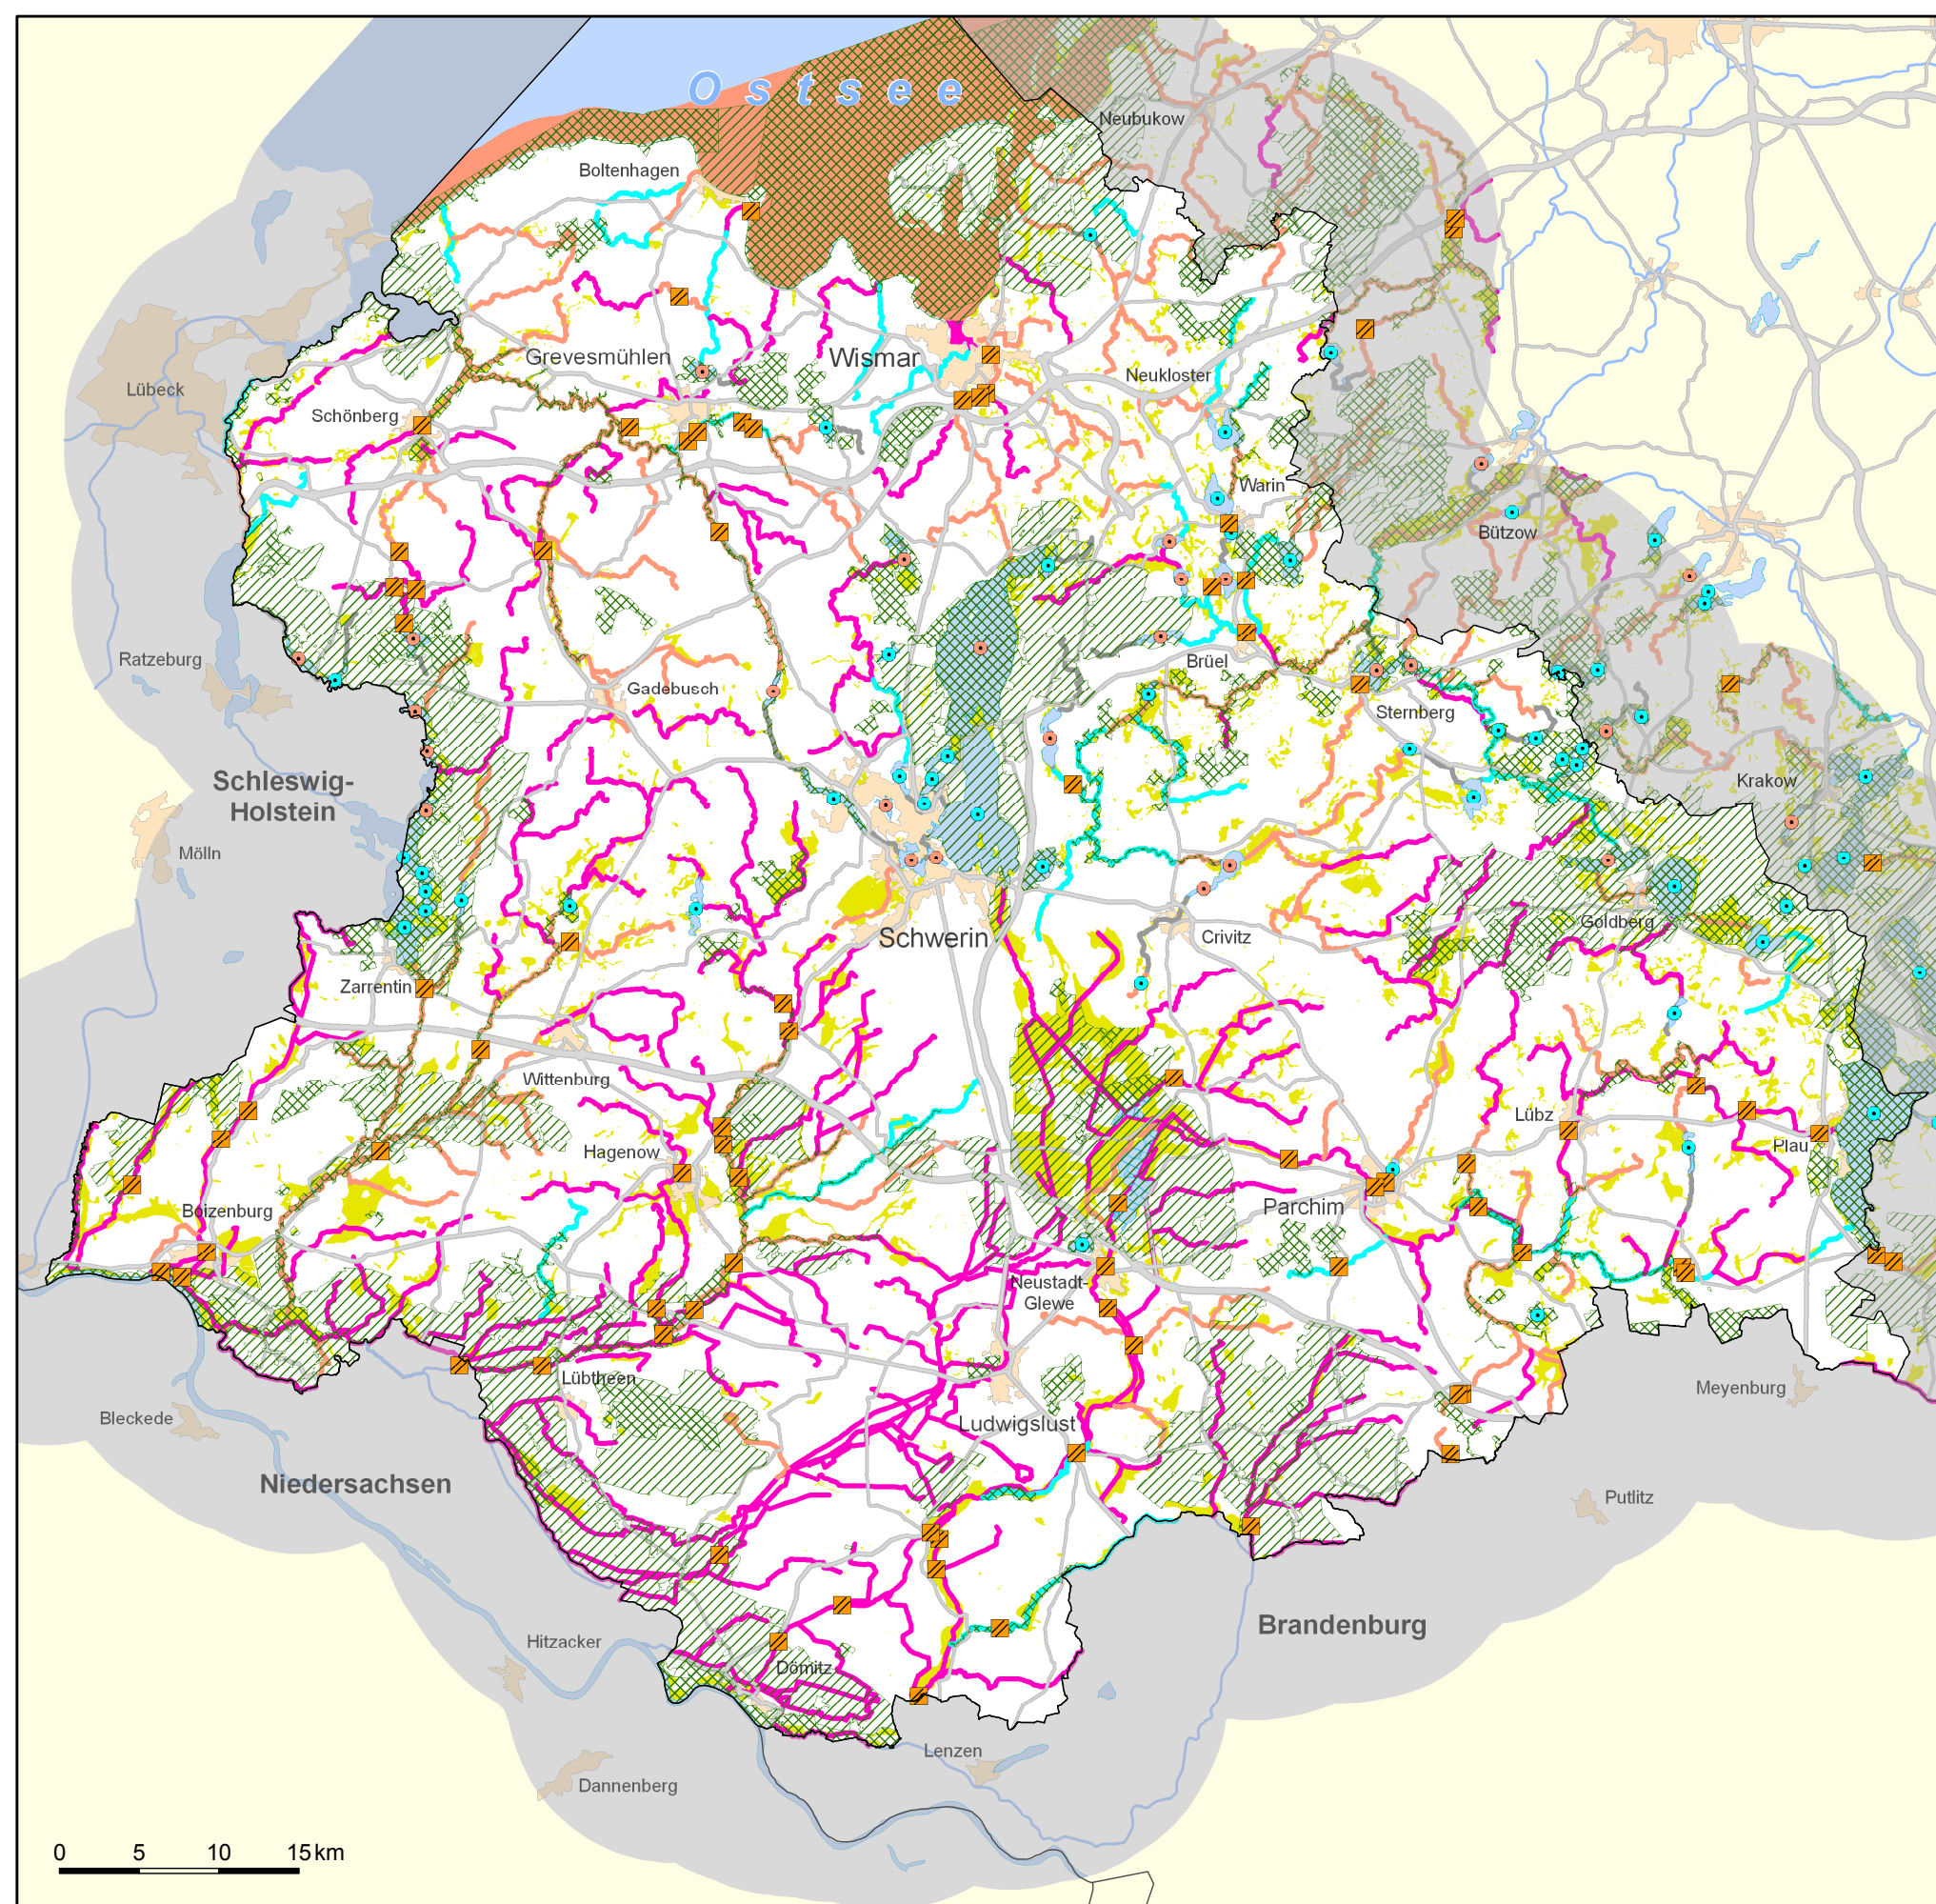 Ostsee
Neubukow
Boltenhagen
Grevesmühlen
Wismar
Neukloster
Lübeck
Schönberg
Warin
Bützow
Ratzeburg
Brüel
Gadebusch
Sternberg
Schleswig-
Holstein
Krakow
Mölln
Schwerin
Crivitz
Goldberg
Zarrentin
Wittenburg
Lübz
Hagenow
Plau
Boizenburg
Parchim
Neustadt-
Glewe
Lübtheen
Meyenburg
Bleckede
Ludwigslust
Niedersachsen
Putlitz
Brandenburg
Hitzacker
Dömitz
Lenzen
Dannenberg
0 5 10 15 km